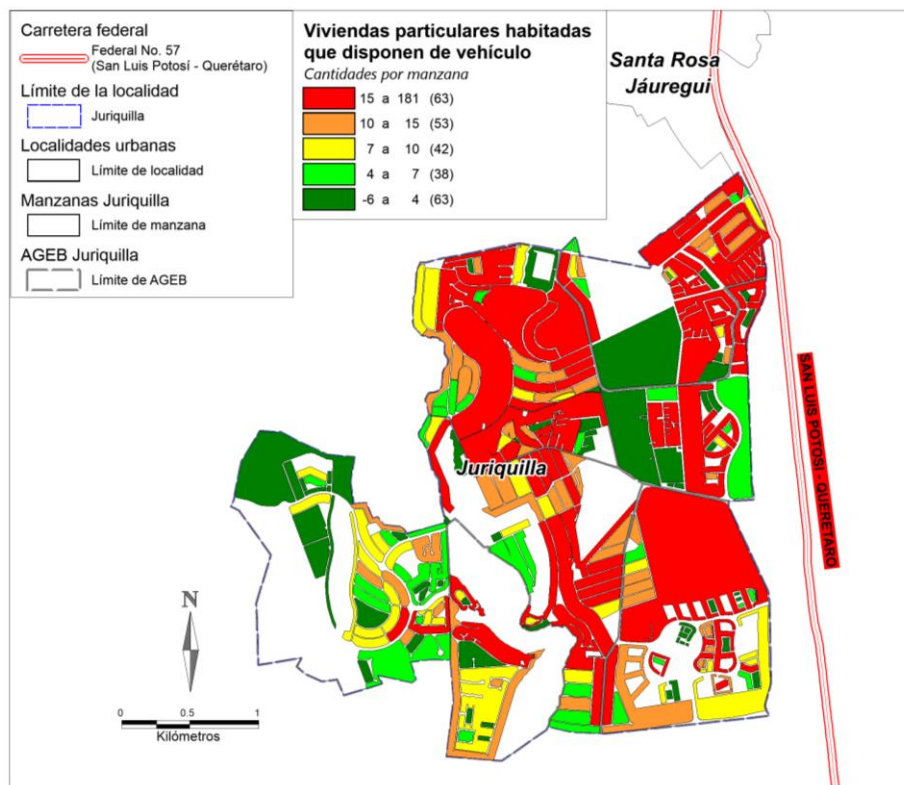 Carretera federal
Federal No. 57
(San Luis Potosí - Querétaro)
Límite de la localidad
Juriquilla
Localidades urbanas
Límite de localidad
Manzanas Juriquilla
Límite de manzana
AGEB Juriquilla
Límite de AGEB
Viviendas particulares habitadas
que disponen de vehículo
Cantidades por manzana
15 a 181 (63)
10 a 15 (53)
7 a 10 (42)
4 a 7 (38)
-6 a 4 (63)
Santa Rosa
Jáuregui
SAN LUIS POTOSI - QUERETARO
Juriquilla
N
0 0.5 1
Kilómetros